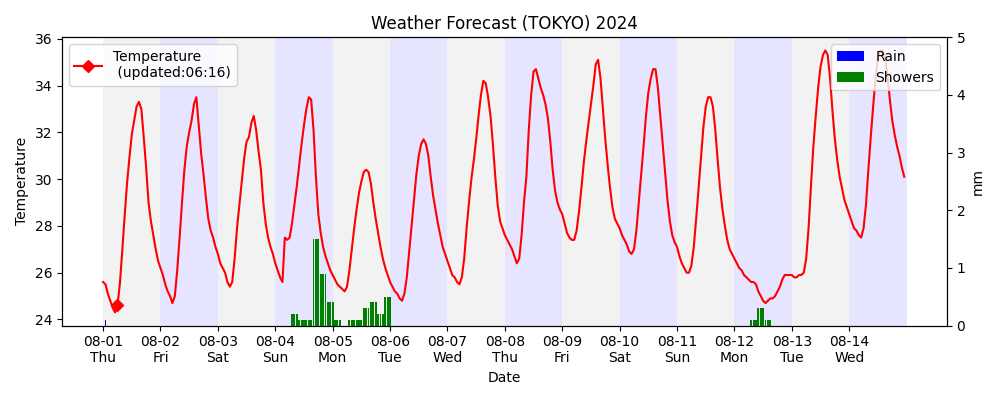 Weather Forecast (TOKYO) 2024
Temperature
(updated:06:16)
Rain
Showers
Temperature
36
34
32
30
28
26
24
5
4
3
2
1
0
mm
08-01 08-02 08-03 08-04 08-05 08-06 08-07 08-08 08-09 08-10 08-11 08-12 08-13 08-14
Thu Fri Sat Sun Mon Tue Wed Thu Fri Sat Sun Mon Tue Wed
Date